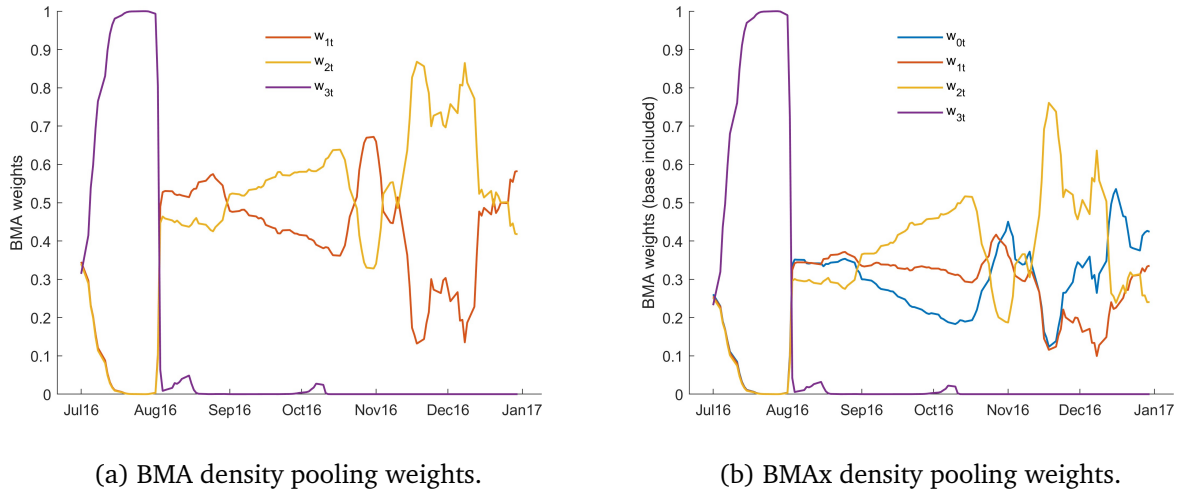 1
0.9
0.8
0.7
0.6
0.5
0.4
0.3
0.2
0.1
0
BMA weights
w1t
w2t
w3t
Jul16 Aug16 Sep16 Oct16 Nov16 Dec16 Jan17
(a) BMA density pooling weights.
1
0.9
0.8
0.7
0.6
0.5
0.4
0.3
0.2
0.1
0
BMA weights (base included)
w0t
w1t
w2t
w3t
Jul16 Aug16 Sep16 Oct16 Nov16 Dec16 Jan17
(b) BMAx density pooling weights.